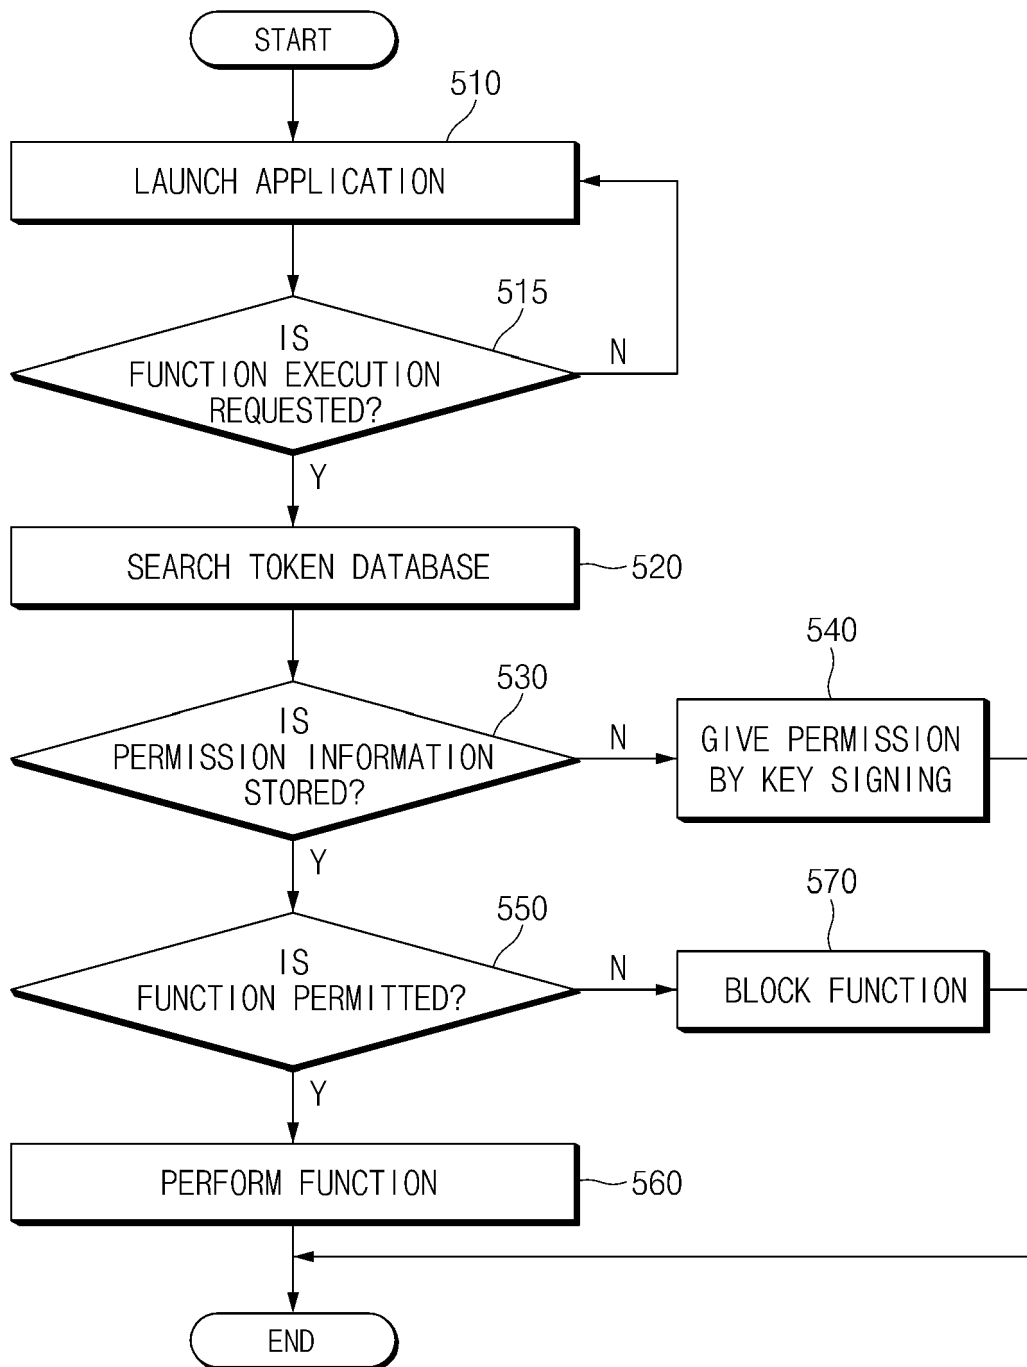 START
510
LAUNCH APPLICATION
515
IS
FUNCTION EXECUTION
REQUESTED?
N
Y
SEARCH TOKEN DATABASE
520
530
IS
PERMISSION INFORMATION
STORED?
N
540
GIVE PERMISSION
BY KEY SIGNING
Y
550
IS
FUNCTION PERMITTED?
N
570
BLOCK FUNCTION
Y
PERFORM FUNCTION
560
END